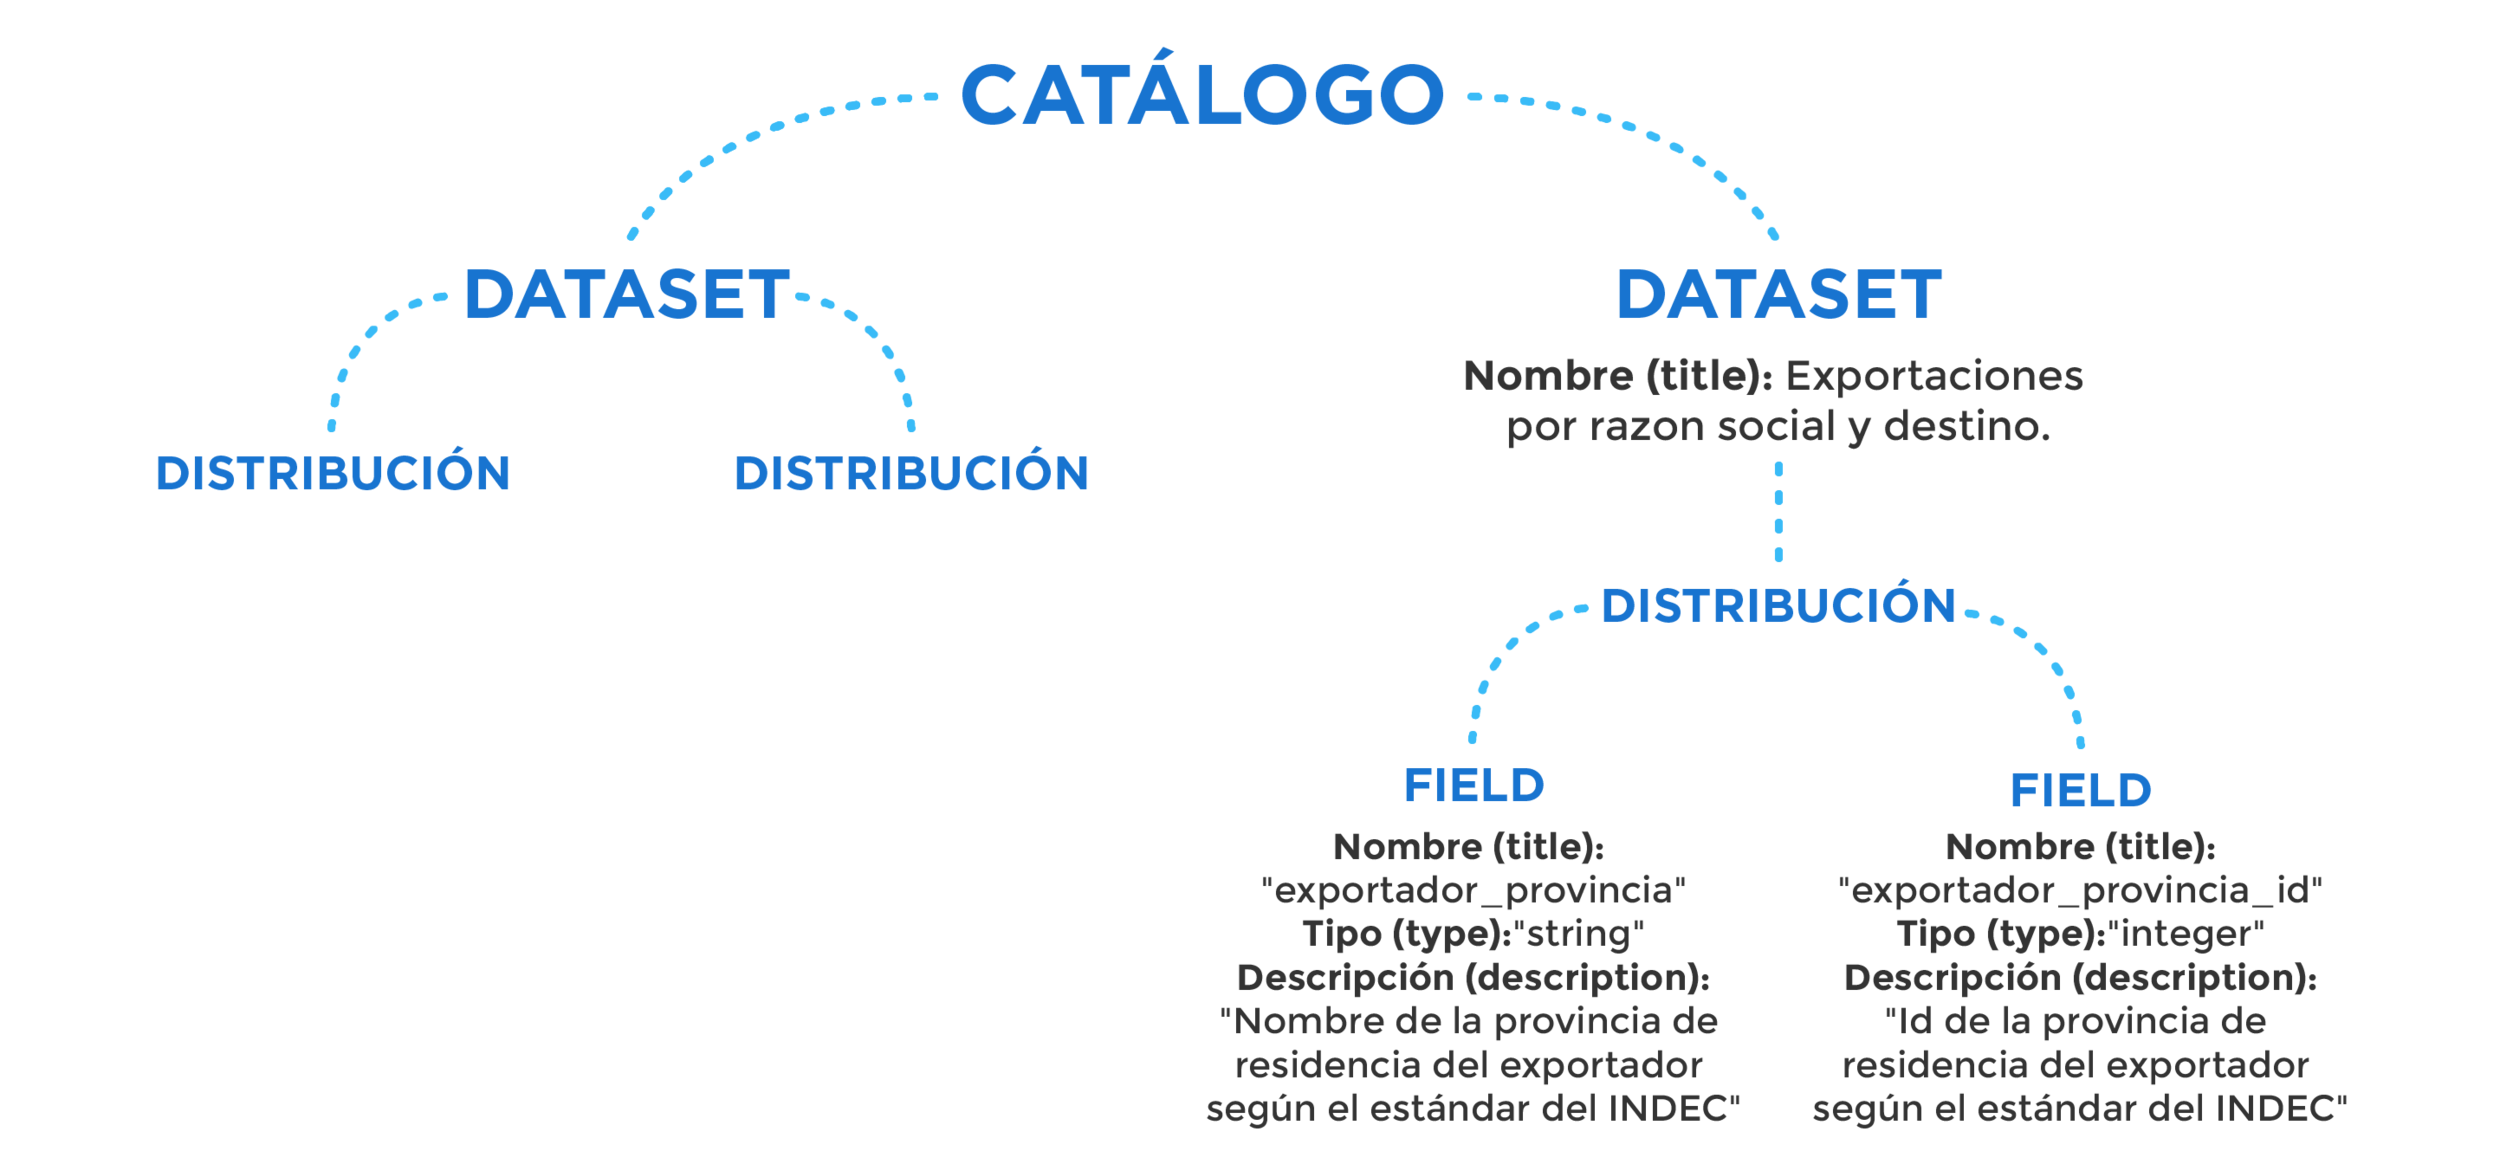 CATÁLOGO
DATASET
DISTRIBUCIÓN
DISTRIBUCIÓN
DATASET
Nombre (title): Exportaciones
por razon social y destino.
DISTRIBUCIÓN
FIELD
Nombre (title):
"exportador_provincia"
Tipo (type):"string"
Descripción (description):
"Nombre de la provincia de
residencia del exportador
según el estándar del INDEC"
FIELD
Nombre (title):
"exportador_provincia_id"
Tipo (type):"integer"
Descripción (description):
"Id de la provincia de
residencia del exportador
según el estándar del INDEC"